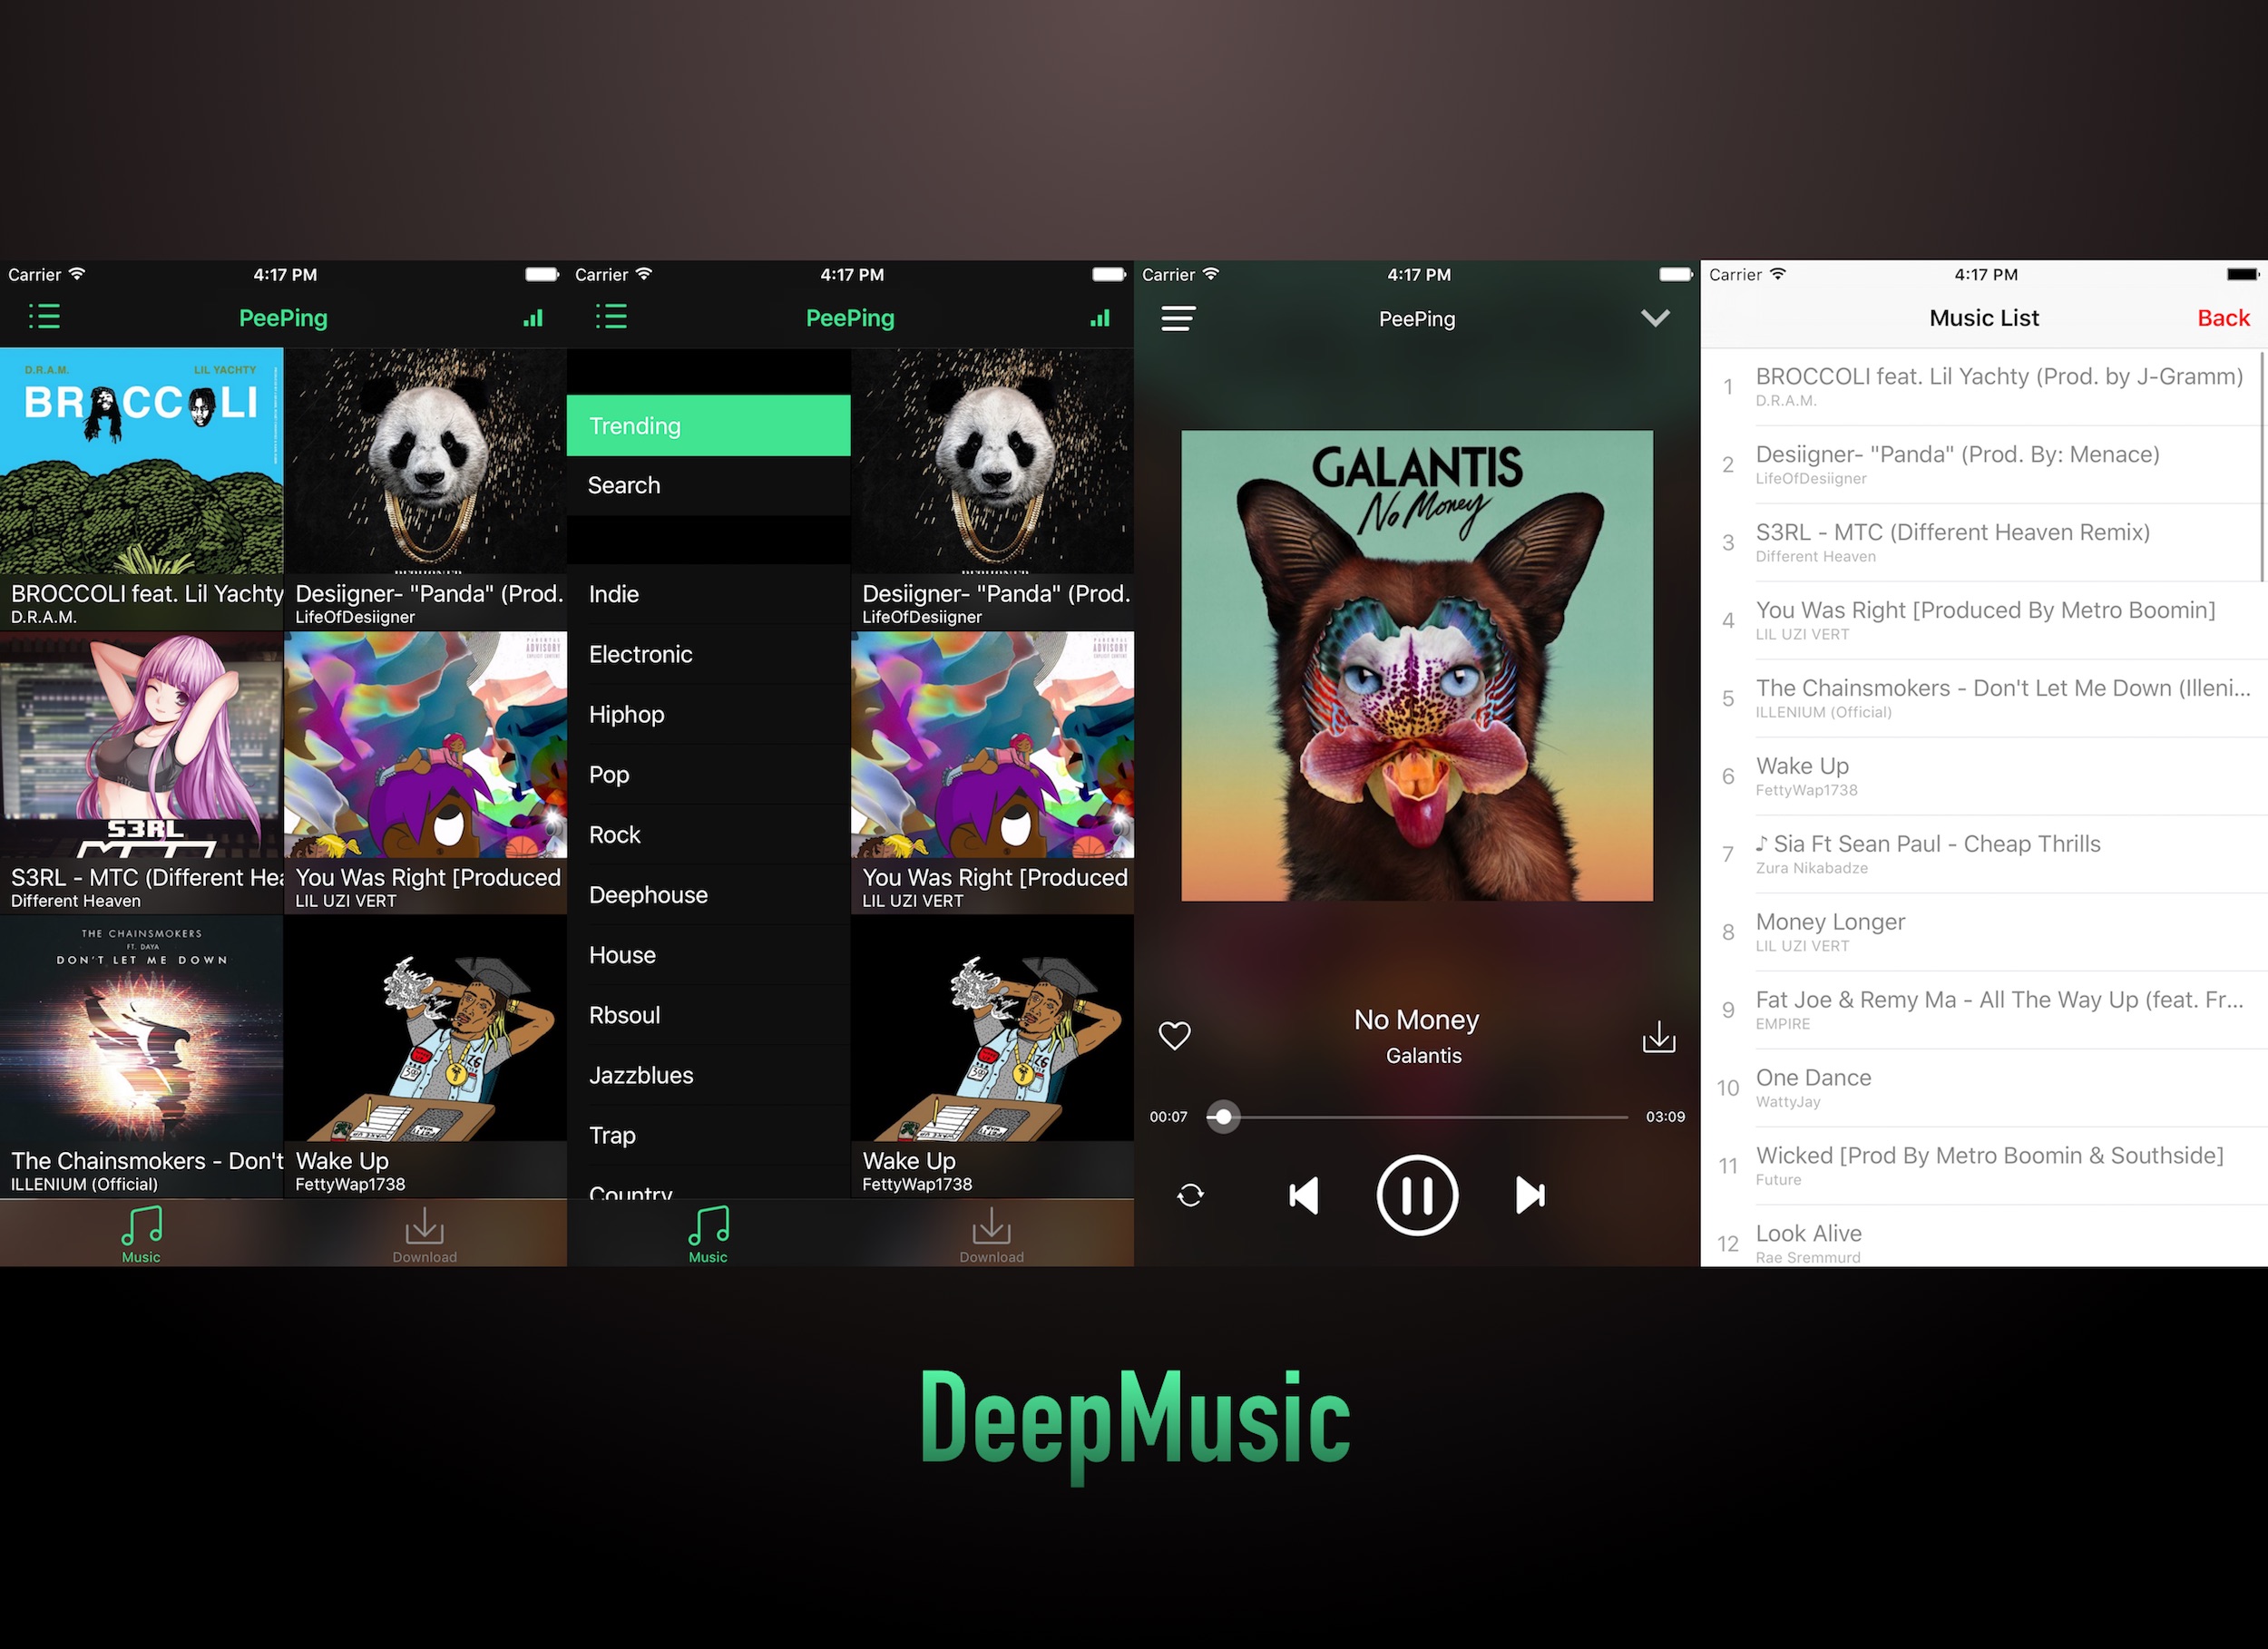 Carrier 4:17 PM
PeePing
D.R.A.M. LIL YACHTY
BROCCOLI
BROCCOLI feat. Lil Yachty
D.R.A.M.
Desiigner- "Panda" (Prod.
LifeOfDesiigner
S3RL
MTC
S3RL - MTC (Different Hea
Different Heaven
PARENTAL
ADVISORY
EXPLICIT CONTENT
You Was Right [Produced
LIL UZI VERT
THE CHAINSMOKERS
FT. DAYA
DON'T LET ME DOWN
The Chainsmokers - Don't
ILLENIUM (Official)
Wake Up
FettyWap1738
Music
Download
Carrier 4:17 PM
PeePing
Trending
Search
Indie
Electronic
Hiphop
Pop
Rock
Deephouse
House
Rbsoul
Jazzblues
Trap
Country
Desiigner- "Panda" (Prod.
LifeOfDesiigner
PARENTAL
ADVISORY
EXPLICIT CONTENT
You Was Right [Produced
LIL UZI VERT
Wake Up
FettyWap1738
Music
Download
Carrier 4:17 PM
PeePing
GALANTIS
No Money
No Money
Galantis
00:07 03:09
Carrier 4:17 PM
Music List Back
1 BROCCOLI feat. Lil Yachty (Prod. by J-Gramm)
D.R.A.M.
2 Desiigner- "Panda" (Prod. By: Menace)
LifeOfDesiigner
3 S3RL - MTC (Different Heaven Remix)
Different Heaven
4 You Was Right [Produced By Metro Boomin]
LIL UZI VERT
5 The Chainsmokers - Don't Let Me Down (Illeni...
ILLENIUM (Official)
6 Wake Up
FettyWap1738
7 ♪ Sia Ft Sean Paul - Cheap Thrills
Zura Nikabadze
8 Money Longer
LIL UZI VERT
9 Fat Joe & Remy Ma - All The Way Up (feat. Fr...
EMPIRE
10 One Dance
WattyJay
11 Wicked [Prod By Metro Boomin & Southside]
Future
12 Look Alive
Rae Sremmurd
DeepMusic